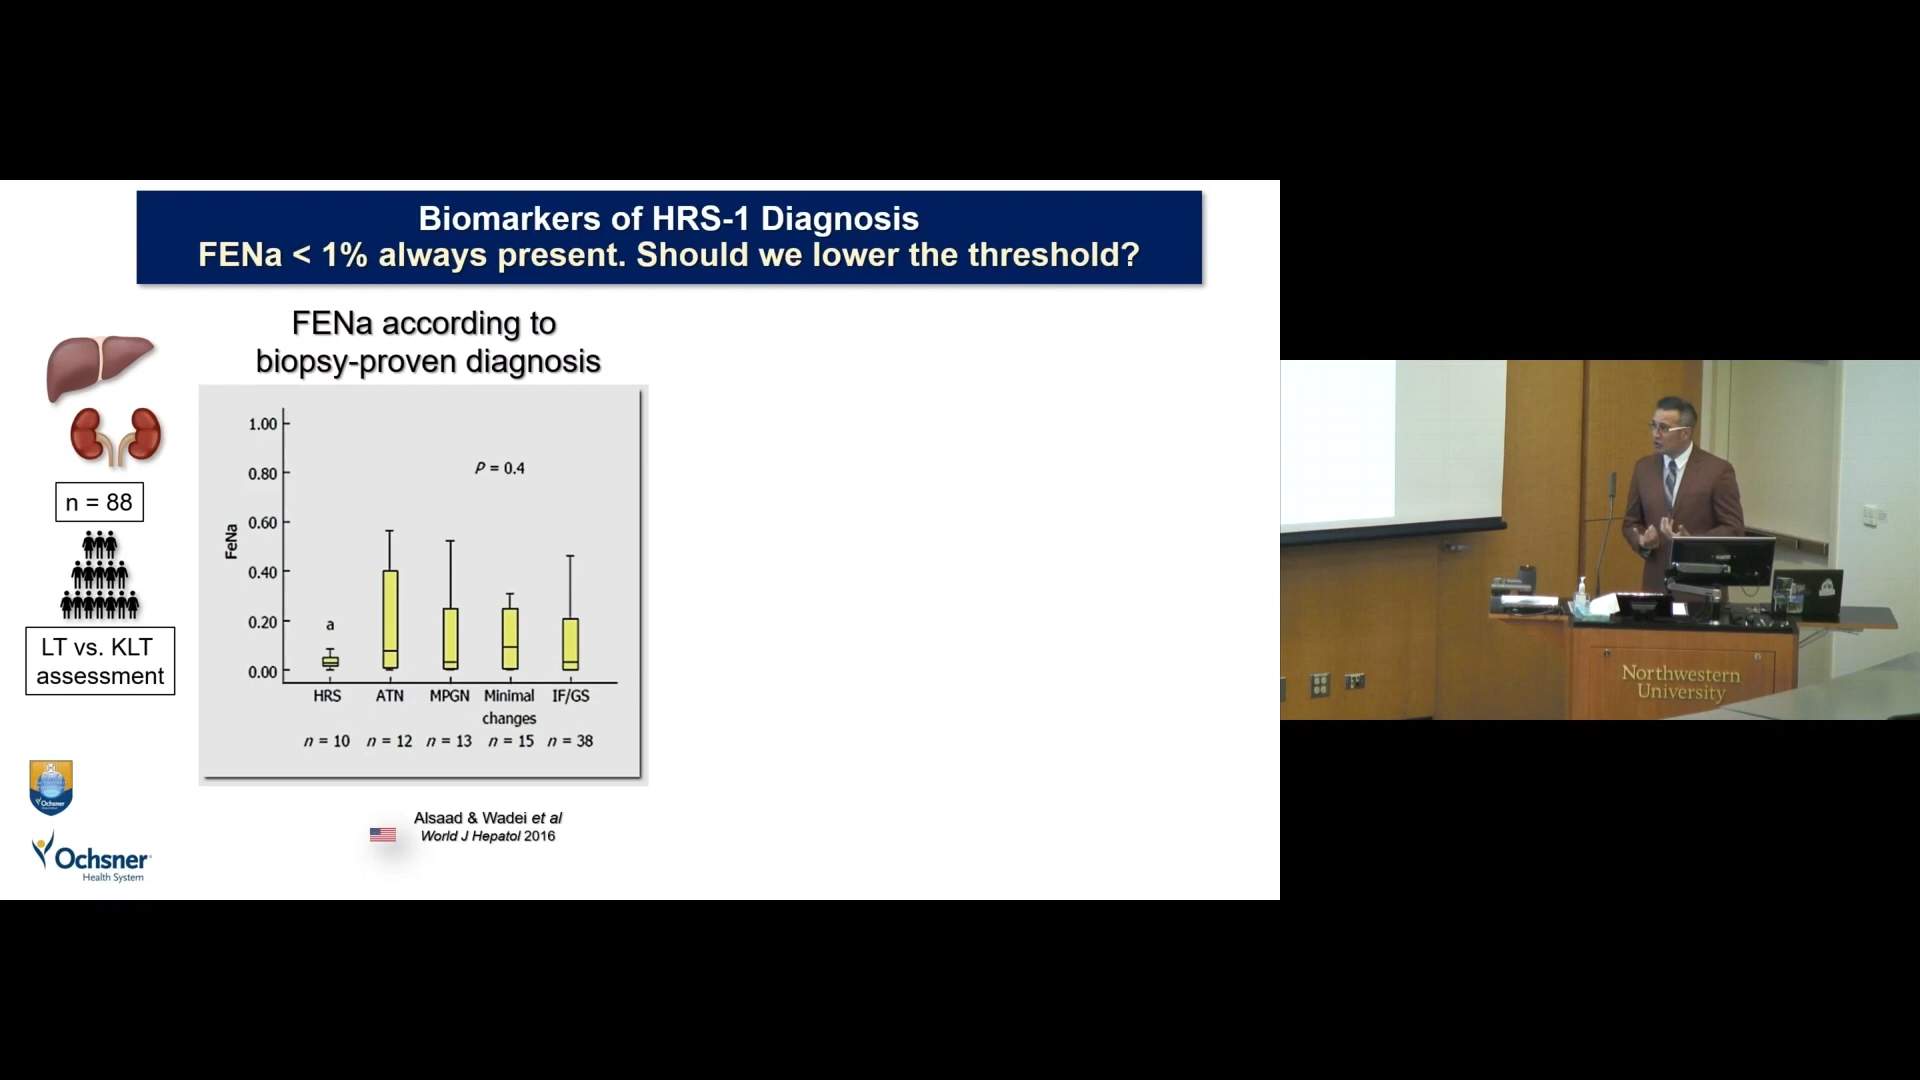 Biomarkers of HRS-1 Diagnosis
FENa < 1% always present. Should we lower the threshold?
FENa according to
biopsy-proven diagnosis
n = 88
LT vs. KLT
assessment
1.00
0.80
0.60
0.40
0.20
0.00
FeNa
P = 0.4
a
HRS
ATN
MPGN
Minimal
changes
IF/GS
n = 10
n = 12
n = 13
n = 15
n = 38
Alsaad & Wadei et al
World J Hepatol 2016
Ochsner
Ochsner
Health System
Northwestern
University